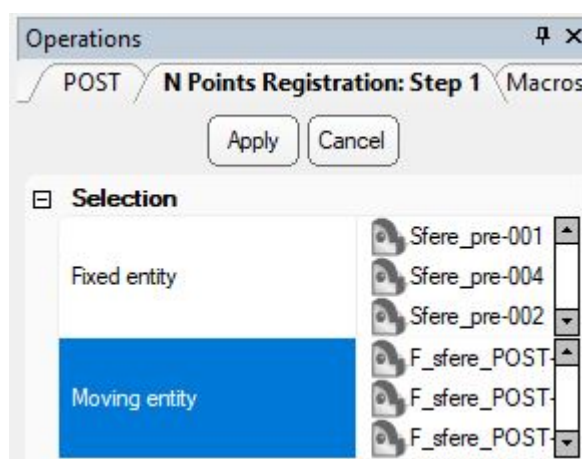 Operations
POST N Points Registration: Step 1 Macros
Apply Cancel
Selection
Fixed entity
Sfere_pre-001
Sfere_pre-004
Sfere_pre-002
Moving entity
F_sfere_POST-
F_sfere_POST-
F_sfere_POST-